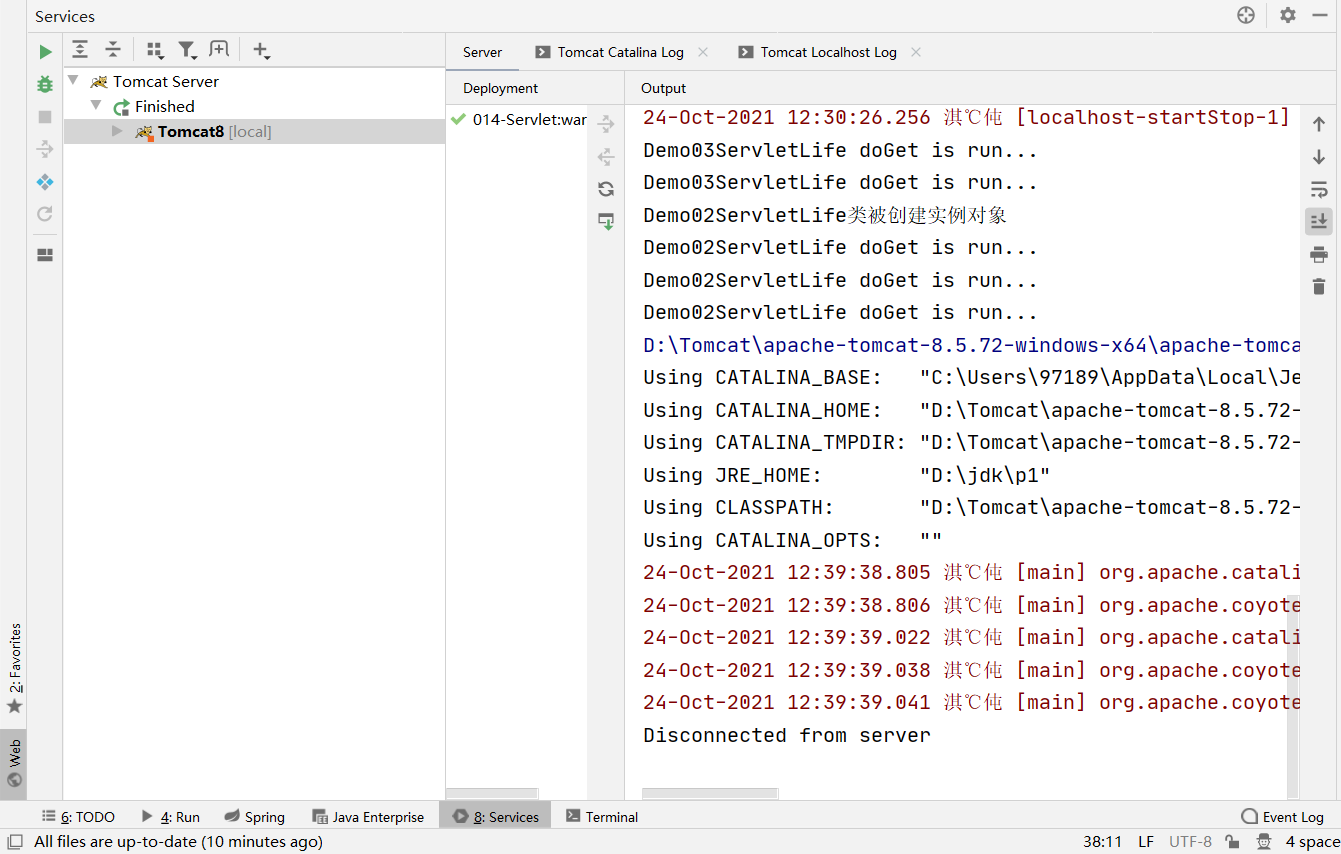 Services
Server
Tomcat Catalina Log
Tomcat Localhost Log
Tomcat Server
Finished
Tomcat8 [local]
Deployment
014-Servlet:war
Output
24-Oct-2021 12:30:26.256 淇℃伅 [localhost-startStop-1]
Demo03ServletLife doGet is run...
Demo03ServletLife doGet is run...
Demo02ServletLife类被创建实例对象
Demo02ServletLife doGet is run...
Demo02ServletLife doGet is run...
Demo02ServletLife doGet is run...
D:\Tomcat\apache-tomcat-8.5.72-windows-x64\apache-tomca
Using CATALINA_BASE:   "C:\Users\97189\AppData\Local\Je
Using CATALINA_HOME:   "D:\Tomcat\apache-tomcat-8.5.72-
Using CATALINA_TMPDIR: "D:\Tomcat\apache-tomcat-8.5.72-
Using JRE_HOME:        "D:\jdk\p1"
Using CLASSPATH:       "D:\Tomcat\apache-tomcat-8.5.72-
Using CATALINA_OPTS:   ""
24-Oct-2021 12:39:38.805 淇℃伅 [main] org.apache.catali
24-Oct-2021 12:39:38.806 淇℃伅 [main] org.apache.coyote
24-Oct-2021 12:39:39.022 淇℃伅 [main] org.apache.catali
24-Oct-2021 12:39:39.038 淇℃伅 [main] org.apache.coyote
24-Oct-2021 12:39:39.041 淇℃伅 [main] org.apache.coyote
Disconnected from server
2: Favorites
Web
6: TODO
4: Run
Spring
Java Enterprise
8: Services
Terminal
Event Log
All files are up-to-date (10 minutes ago)
38:11
LF
UTF-8
4 space